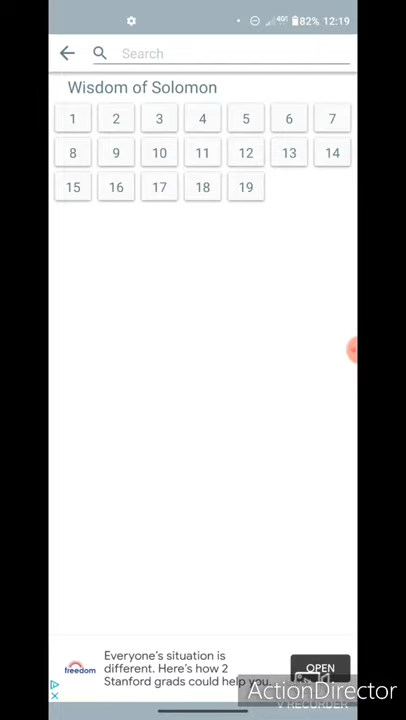 4G 82% 12:19
Search
Wisdom of Solomon
1 2 3 4 5 6 7
8 9 10 11 12 13 14
15 16 17 18 19
Everyone's situation is
different. Here's how 2
Stanford grads could help you.
freedom
OPEN
ActionDirector
V RECORDER